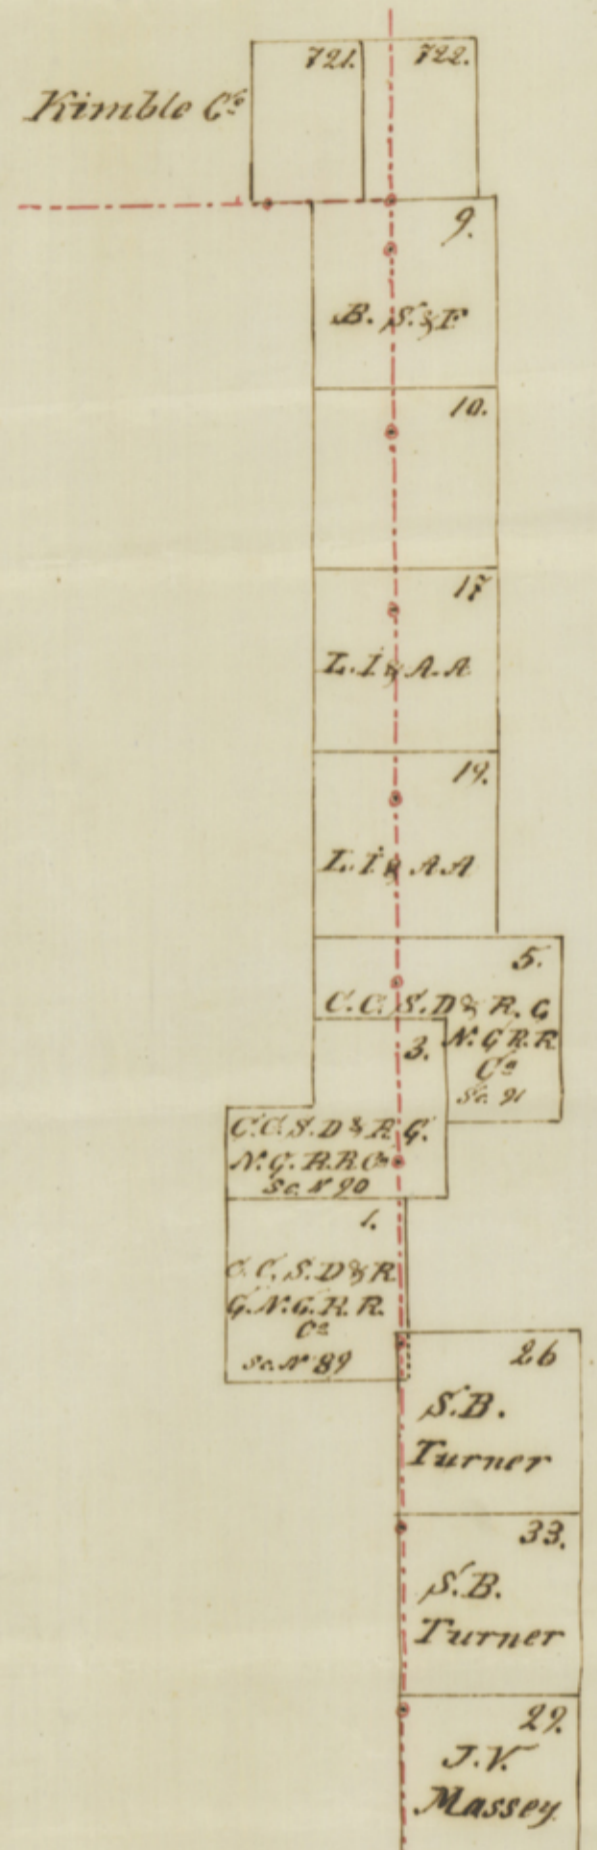 721. 722.
Kimble Co
9.
B. S. & F
10.
17
L. I & A. A
19.
L. I & A A
5.
C. C. S. D & R. G
N. G R. R
Co
Sc. 91
3.
C. C. S. D & R. G.
N. G. R. R Co
Sc. No 90
1.
C. C. S. D & R.
G. N. G. R. R.
Co
Sc. No 89
26
S. B.
Turner
33.
S. B.
Turner
29.
J. V.
Massey